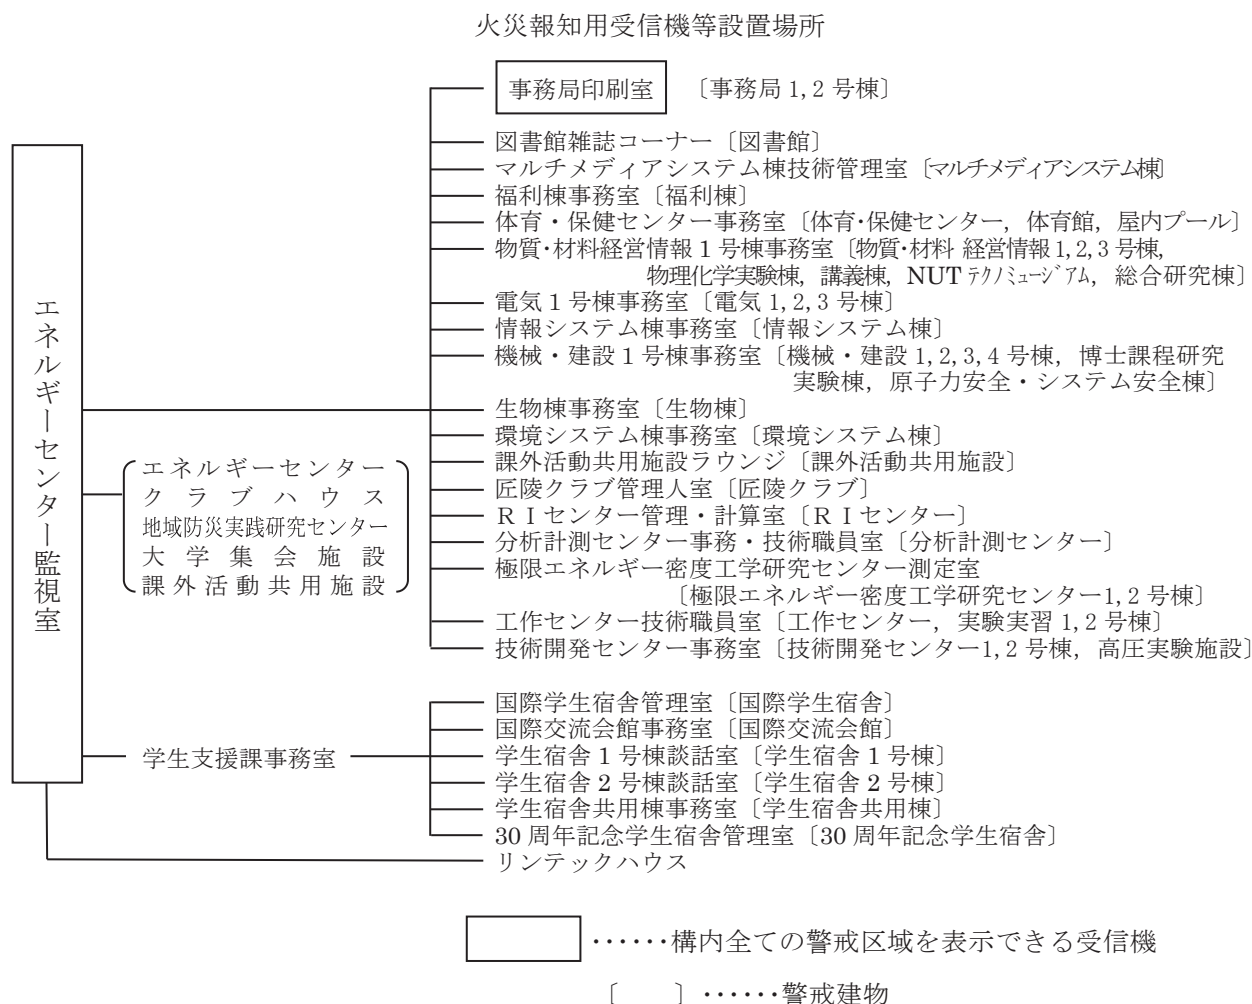 火災報知用受信機等設置場所
事務局印刷室 〔事務局 1,2 号棟〕
図書館雑誌コーナー〔図書館〕
マルチメディアシステム棟技術管理室〔マルチメディアシステム棟〕
福利棟事務室〔福利棟〕
体育・保健センター事務室〔体育・保健センター，体育館，屋内プール〕
物質・材料経営情報 1 号棟事務室〔物質・材料 経営情報 1,2,3 号棟，
物理化学実験棟，講義棟，NUT テクノミュージアム，総合研究棟〕
電気 1 号棟事務室〔電気 1,2,3 号棟〕
情報システム棟事務室〔情報システム棟〕
機械・建設 1 号棟事務室〔機械・建設 1,2,3,4 号棟，博士課程研究
実験棟，原子力安全・システム安全棟〕
生物棟事務室〔生物棟〕
環境システム棟事務室〔環境システム棟〕
課外活動共用施設ラウンジ〔課外活動共用施設〕
匠陵クラブ管理人室〔匠陵クラブ〕
ＲＩセンター管理・計算室〔ＲＩセンター〕
分析計測センター事務・技術職員室〔分析計測センター〕
極限エネルギー密度工学研究センター測定室
〔極限エネルギー密度工学研究センター1,2 号棟〕
工作センター技術職員室〔工作センター，実験実習 1,2 号棟〕
技術開発センター事務室〔技術開発センター1,2 号棟，高圧実験施設〕
エネルギーセンター監視室
エネルギーセンター
クラブハウス
地域防災実践研究センター
大学集会施設
課外活動共用施設
学生支援課事務室
国際学生宿舎管理室〔国際学生宿舎〕
国際交流会館事務室〔国際交流会館〕
学生宿舎 1 号棟談話室〔学生宿舎 1 号棟〕
学生宿舎 2 号棟談話室〔学生宿舎 2 号棟〕
学生宿舎共用棟事務室〔学生宿舎共用棟〕
30 周年記念学生宿舎管理室〔30 周年記念学生宿舎〕
リンテックハウス
・・・・・・構内全ての警戒区域を表示できる受信機
〔　　〕・・・・・・警戒建物